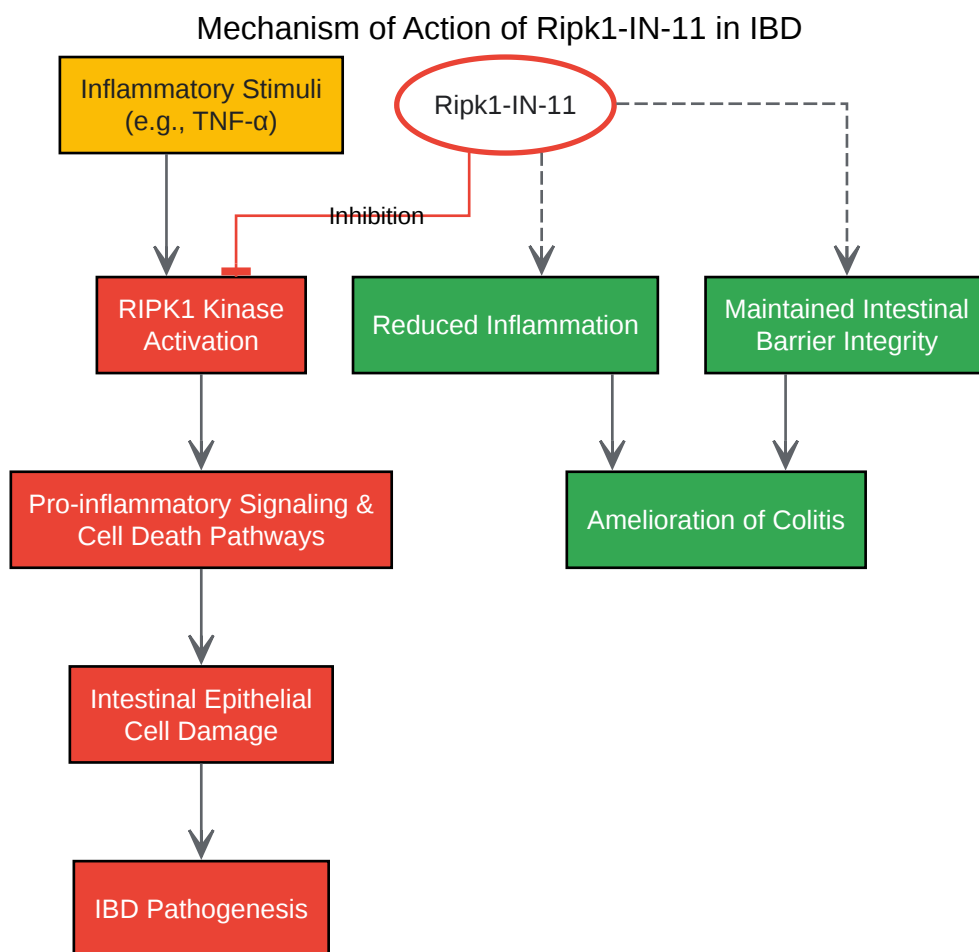 Mechanism of Action of Ripk1-IN-11 in IBD
Inflammatory Stimuli
(e.g., TNF-α)
Ripk1-IN-11
Inhibition
RIPK1 Kinase
Activation
Reduced Inflammation
Maintained Intestinal
Barrier Integrity
Pro-inflammatory Signaling &
Cell Death Pathways
Amelioration of Colitis
Intestinal Epithelial
Cell Damage
IBD Pathogenesis